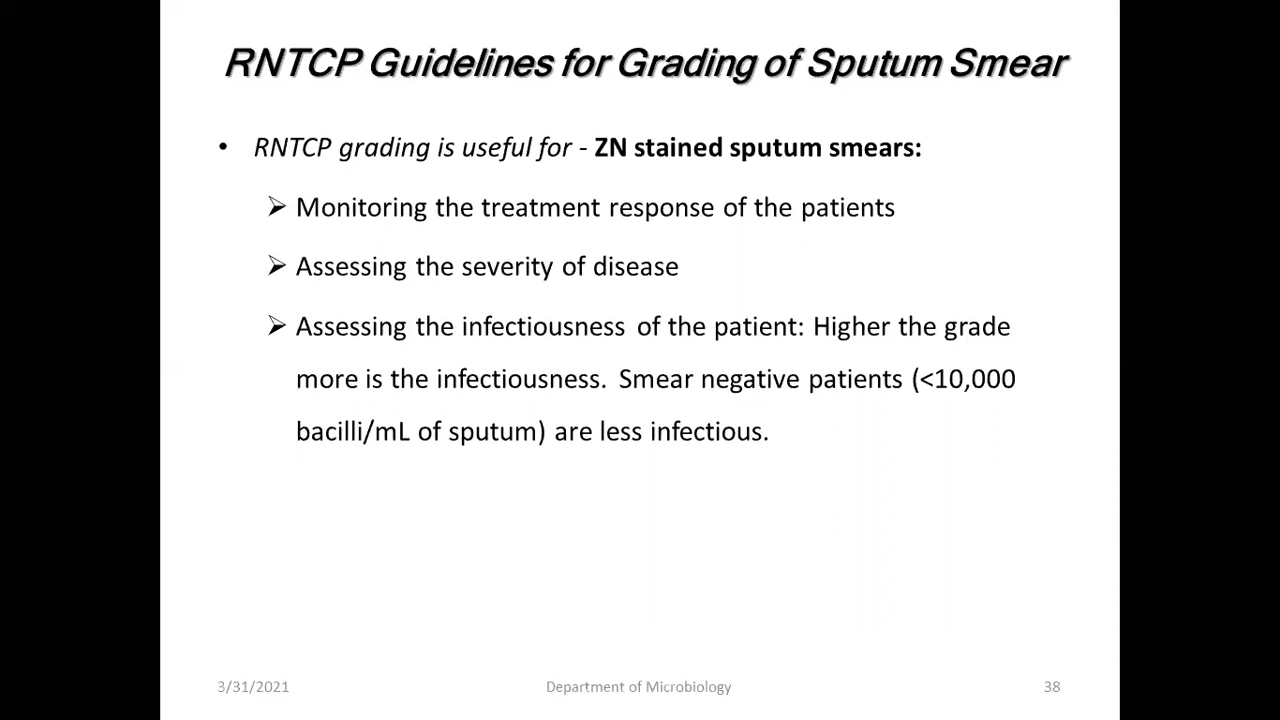 RNTCP Guidelines for Grading of Sputum Smear
• RNTCP grading is useful for - ZN stained sputum smears:
➢ Monitoring the treatment response of the patients
➢ Assessing the severity of disease
➢ Assessing the infectiousness of the patient: Higher the grade
more is the infectiousness. Smear negative patients (<10,000
bacilli/mL of sputum) are less infectious.
3/31/2021 Department of Microbiology 38